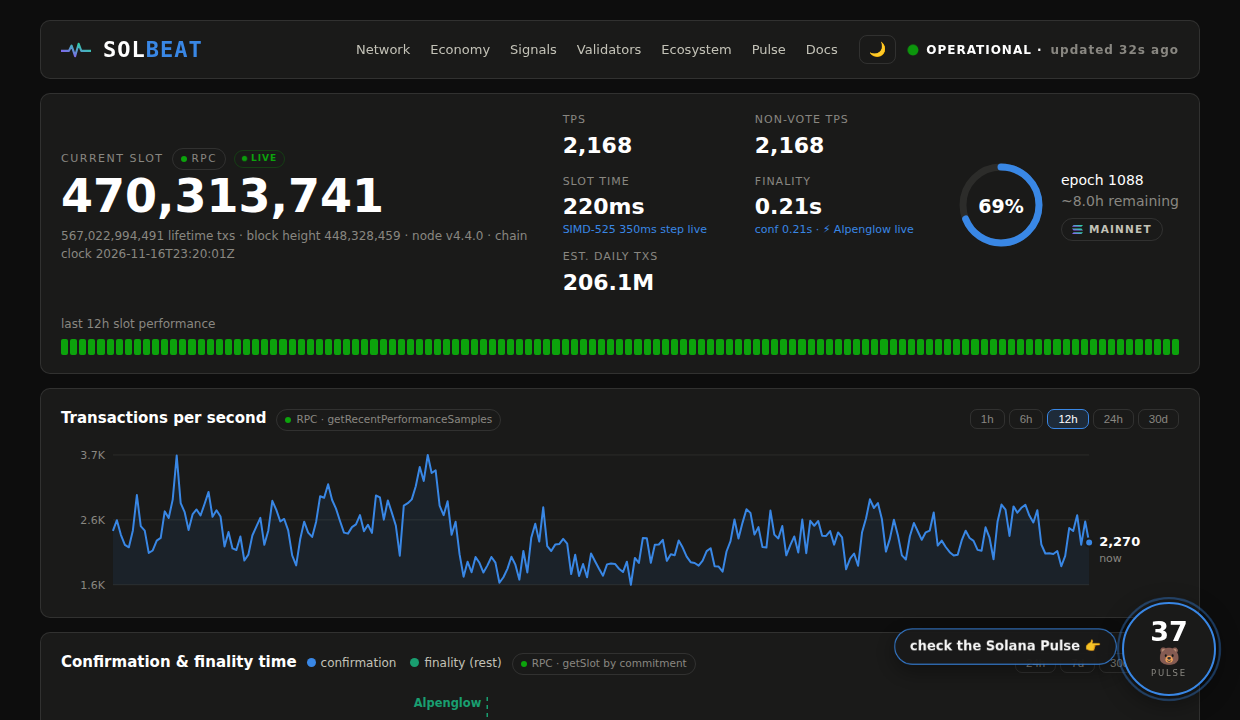 SOLBEAT
Network Economy Signals Validators Ecosystem Pulse Docs
OPERATIONAL · updated 32s ago
CURRENT SLOT RPC LIVE
470,313,741
567,022,994,491 lifetime txs · block height 448,328,459 · node v4.4.0 · chain
clock 2026-11-16T23:20:01Z
TPS
2,168
NON-VOTE TPS
2,168
SLOT TIME
220ms
SIMD-525 350ms step live
FINALITY
0.21s
conf 0.21s · ⚡ Alpenglow live
EST. DAILY TXS
206.1M
69%
epoch 1088
~8.0h remaining
MAINNET
last 12h slot performance
Transactions per second RPC · getRecentPerformanceSamples
1h 6h 12h 24h 30d
3.7K
2.6K
1.6K
2,270
now
Confirmation & finality time confirmation finality (rest) RPC · getSlot by commitment
check the Solana Pulse 👉
37
PULSE
Alpenglow